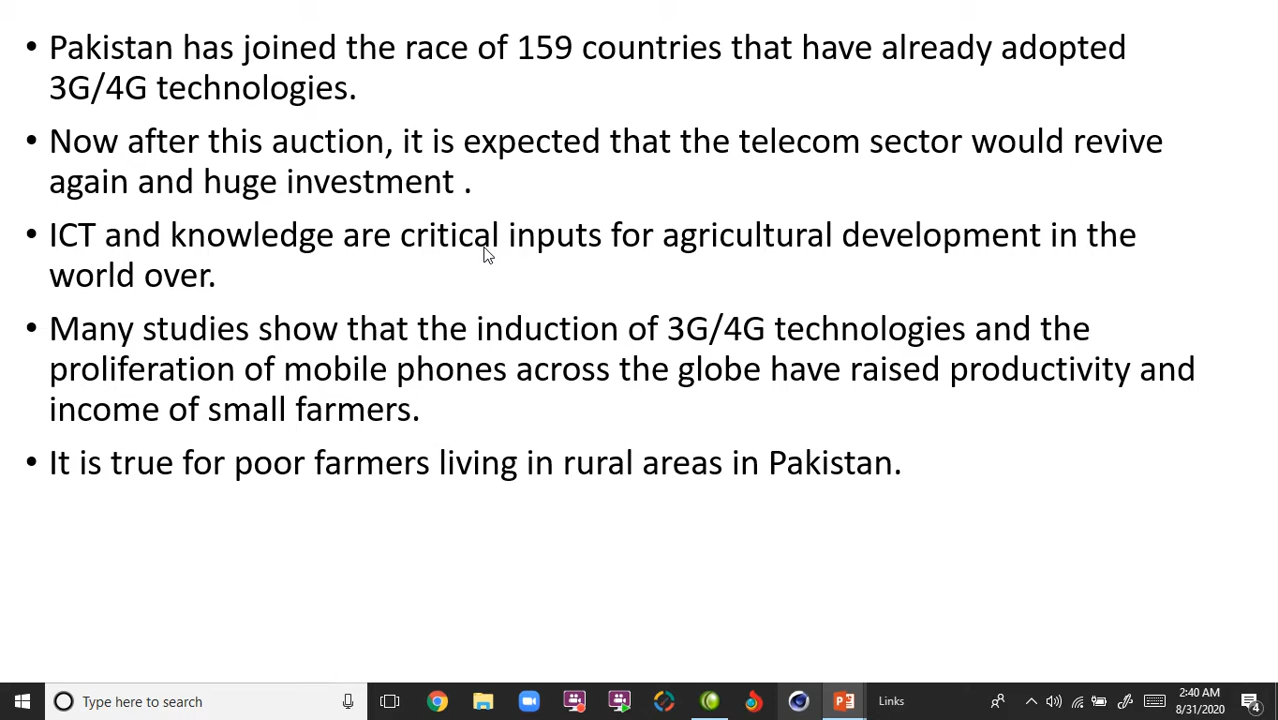 • Pakistan has joined the race of 159 countries that have already adopted
3G/4G technologies.
• Now after this auction, it is expected that the telecom sector would revive
again and huge investment .
• ICT and knowledge are critical inputs for agricultural development in the
world over.
• Many studies show that the induction of 3G/4G technologies and the
proliferation of mobile phones across the globe have raised productivity and
income of small farmers.
• It is true for poor farmers living in rural areas in Pakistan.
Type here to search
Links
2:40 AM
8/31/2020
4